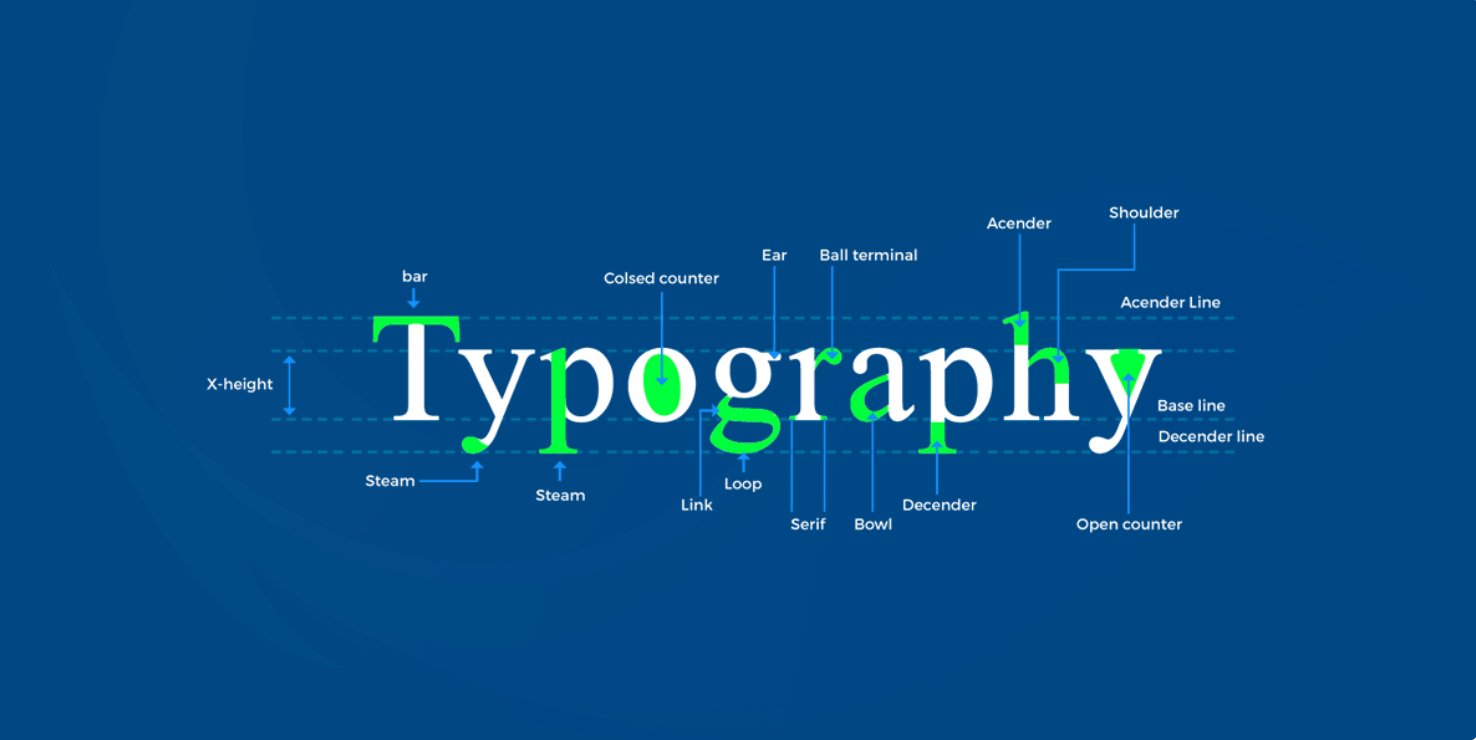 Shoulder
Acender
Ear
Ball terminal
bar
Colsed counter
Acender Line
Typography
X-height
Base line
Decender line
Steam
Loop
Steam
Link
Decender
Serif
Bowl
Open counter